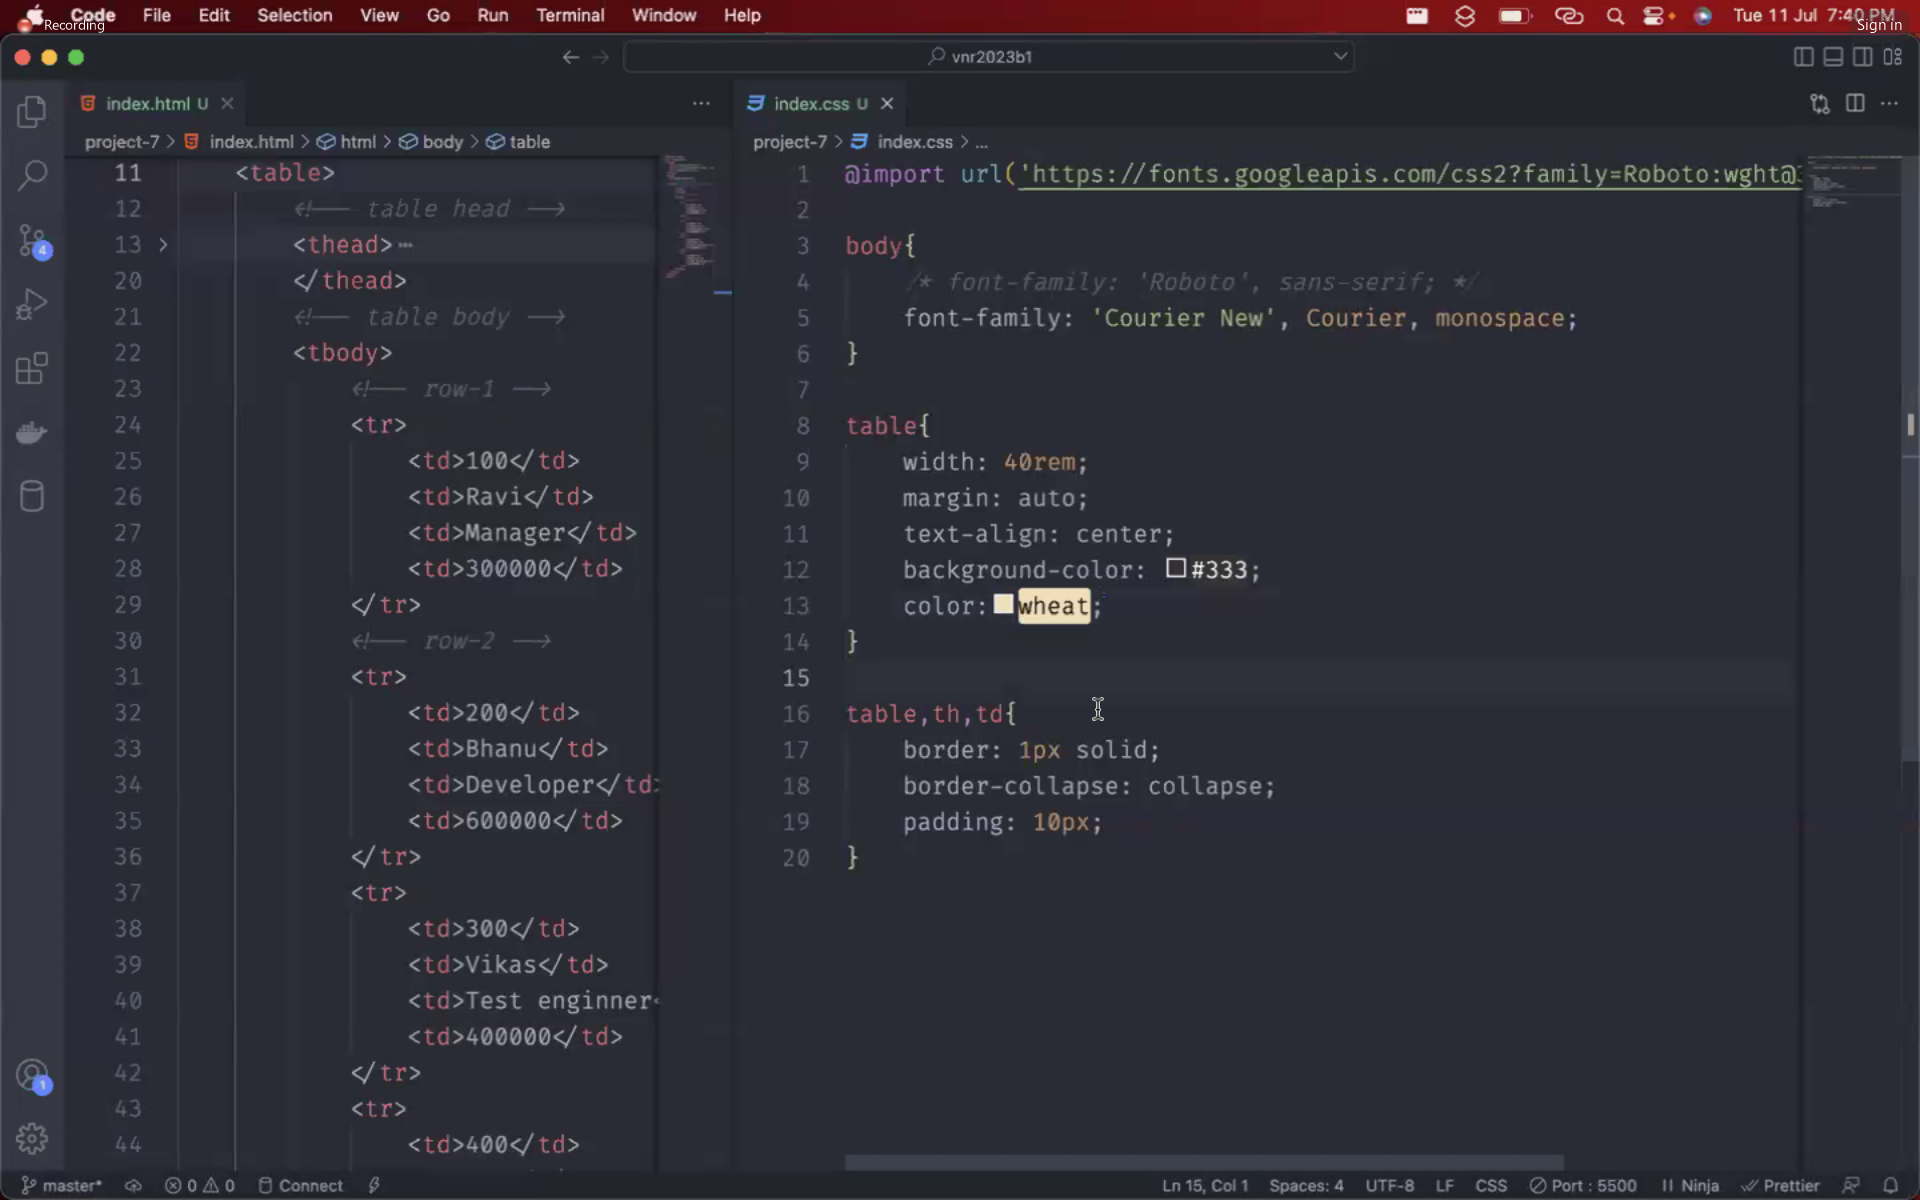 Code File Edit Selection View Go Run Terminal Window Help Tue 11 Jul 7:40 PM
Recording Sign in
vnr2023b1
index.html U
index.css U
project-7 > index.html > html > body > table
project-7 > index.css > ...
11 <table>
12 <!-- table head -->
13 <thead>...
20 </thead>
21 <!-- table body -->
22 <tbody>
23 <!-- row-1 -->
24 <tr>
25 <td>100</td>
26 <td>Ravi</td>
27 <td>Manager</td>
28 <td>300000</td>
29 </tr>
30 <!-- row-2 -->
31 <tr>
32 <td>200</td>
33 <td>Bhanu</td>
34 <td>Developer</td>
35 <td>600000</td>
36 </tr>
37 <tr>
38 <td>300</td>
39 <td>Vikas</td>
40 <td>Test enginner<
41 <td>400000</td>
42 </tr>
43 <tr>
44 <td>400</td>
1 @import url('https://fonts.googleapis.com/css2?family=Roboto:wght@
2
3 body{
4 /* font-family: 'Roboto', sans-serif; */
5 font-family: 'Courier New', Courier, monospace;
6 }
7
8 table{
9 width: 40rem;
10 margin: auto;
11 text-align: center;
12 background-color: #333;
13 color: wheat;
14 }
15
16 table,th,td{
17 border: 1px solid;
18 border-collapse: collapse;
19 padding: 10px;
20 }
4
1
master* 0 0 Connect Ln 15, Col 1 Spaces: 4 UTF-8 LF CSS Port : 5500 Ninja Prettier